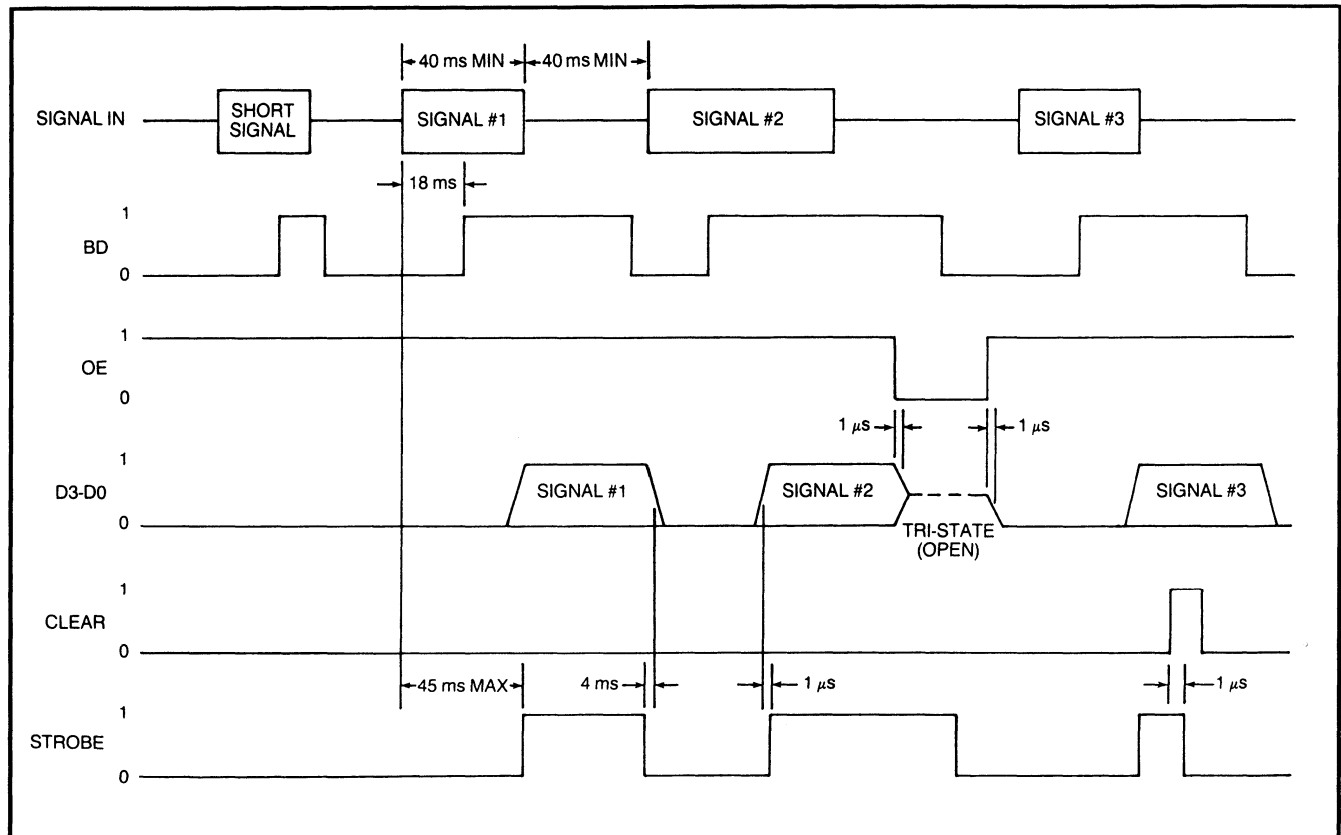 40 ms MIN 40 ms MIN
SIGNAL IN SHORT SIGNAL SIGNAL #1 SIGNAL #2 SIGNAL #3
18 ms
1
BD
0
1
OE
0
1 μs 1 μs
1
D3-D0 SIGNAL #1 SIGNAL #2 SIGNAL #3
0
TRI-STATE
(OPEN)
1
CLEAR
0
45 ms MAX 4 ms 1 μs 1 μs
1
STROBE
0